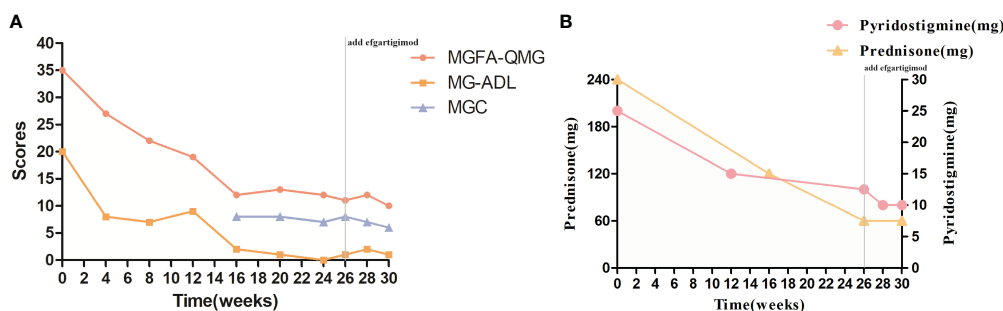 A
add efgartigimod
MGFA-QMG
MG-ADL
MGC
Scores
40
35
30
25
20
15
10
5
0
0 2 4 6 8 10 12 14 16 18 20 22 24 26 28 30
Time(weeks)
B
Pyridostigmine(mg)
Prednisone(mg)
add efgartigimod
Prednisone(mg)
240
180
120
60
0
30
25
20
15
10
5
0
Pyridostigmine(mg)
0 2 4 6 8 10 12 14 16 18 20 22 24 26 28 30
Time(weeks)